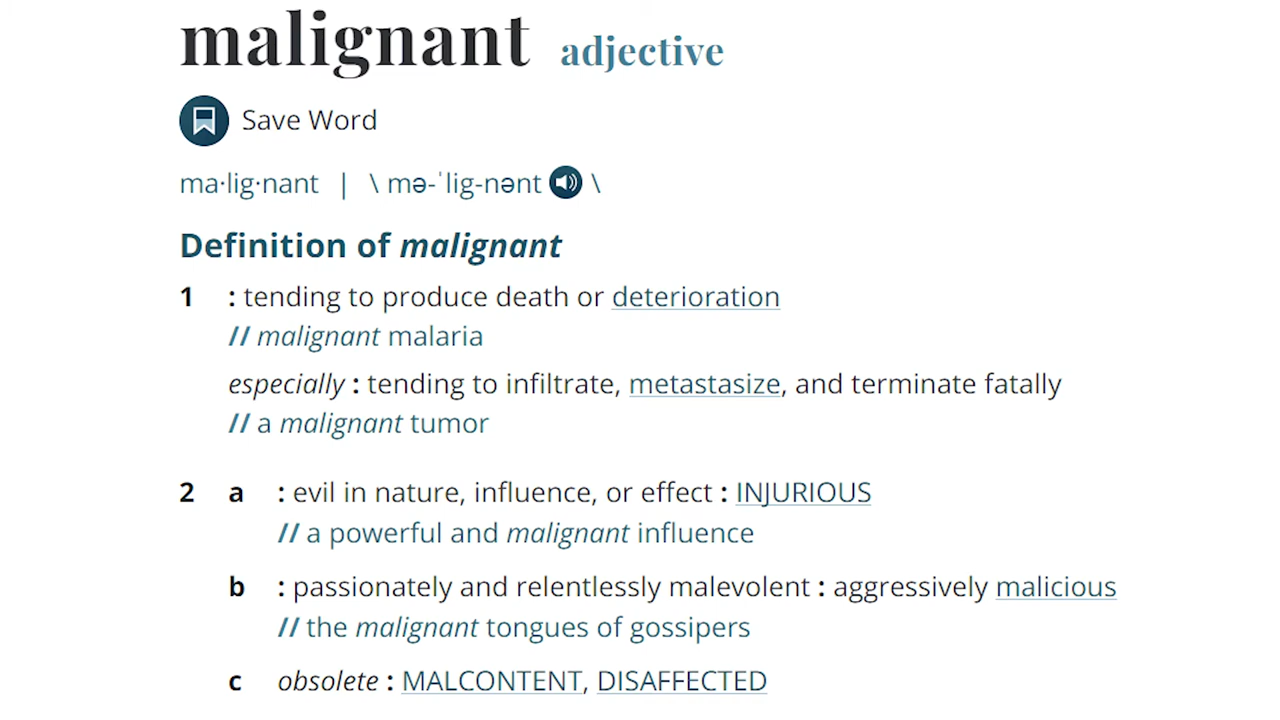 malignant adjective
Save Word
ma·lig·nant | \ mə-ˈlig-nənt \
Definition of malignant
1 : tending to produce death or deterioration
// malignant malaria
especially : tending to infiltrate, metastasize, and terminate fatally
// a malignant tumor
2 a : evil in nature, influence, or effect : INJURIOUS
// a powerful and malignant influence
b : passionately and relentlessly malevolent : aggressively malicious
// the malignant tongues of gossipers
c obsolete : MALCONTENT, DISAFFECTED